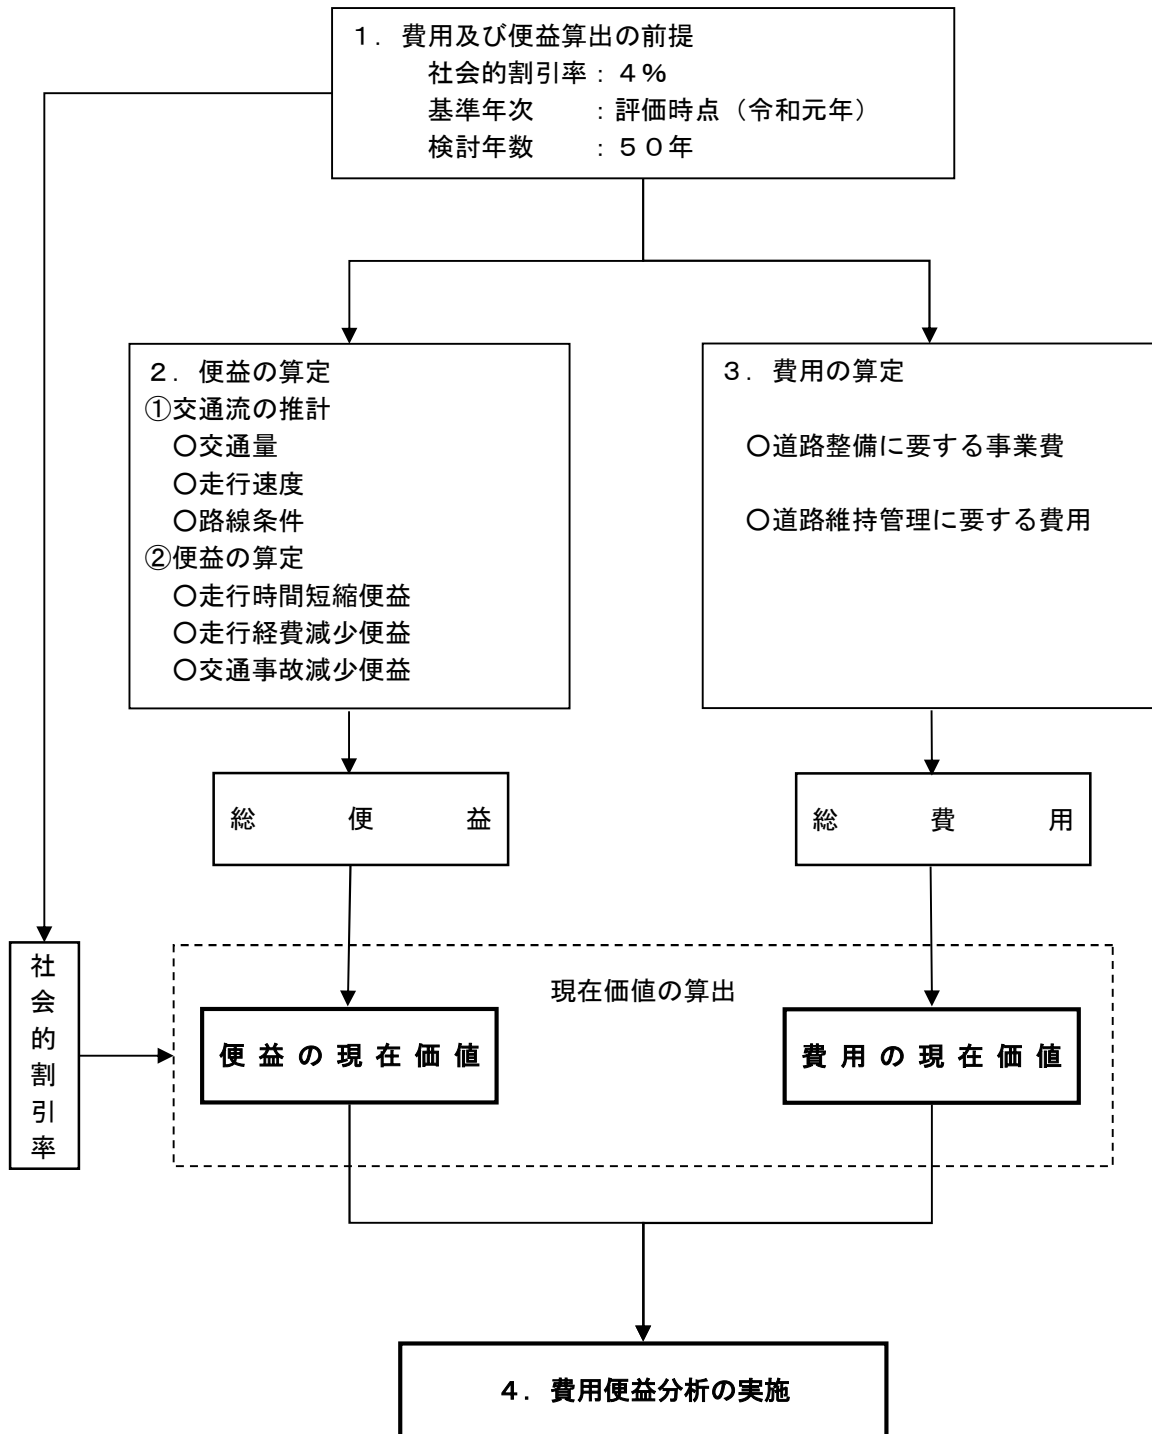 １．費用及び便益算出の前提
社会的割引率：４％
基準年次　　：評価時点（令和元年）
検討年数　　：５０年
２．便益の算定
①交通流の推計
○交通量
○走行速度
○路線条件
②便益の算定
○走行時間短縮便益
○走行経費減少便益
○交通事故減少便益
３．費用の算定
○道路整備に要する事業費
○道路維持管理に要する費用
総　便　益
総　費　用
社会的割引率
現在価値の算出
便益の現在価値
費用の現在価値
４．費用便益分析の実施